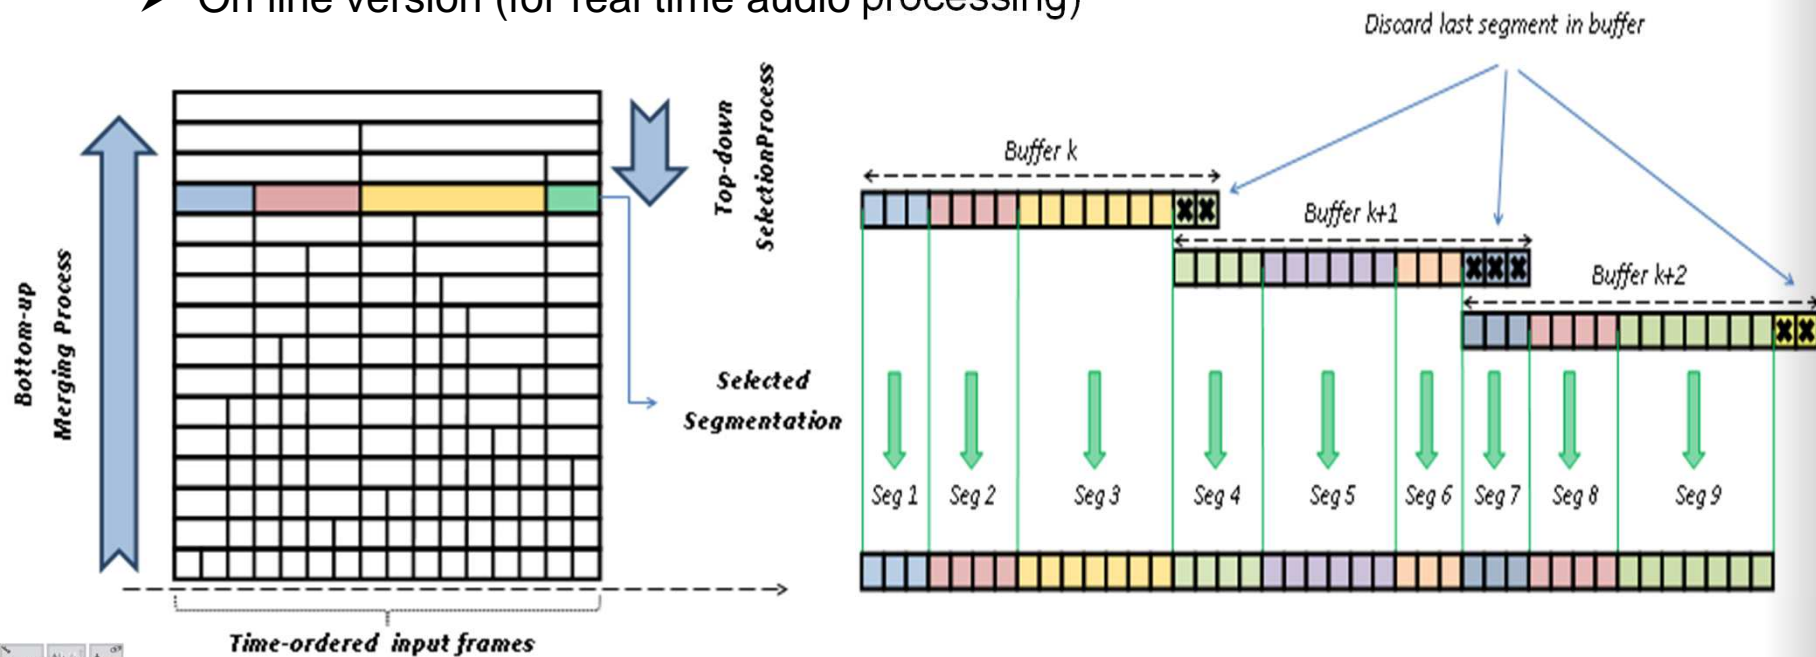 ➤ On line version (for real time audio processing)
Discard last segment in buffer
Bottom-up
Merging Process
Top-down
SelectionProcess
Selected
Segmentation
Time-ordered input frames
Buffer k
Buffer k+1
Buffer k+2
Seg 1 Seg 2 Seg 3 Seg 4 Seg 5 Seg 6 Seg 7 Seg 8 Seg 9